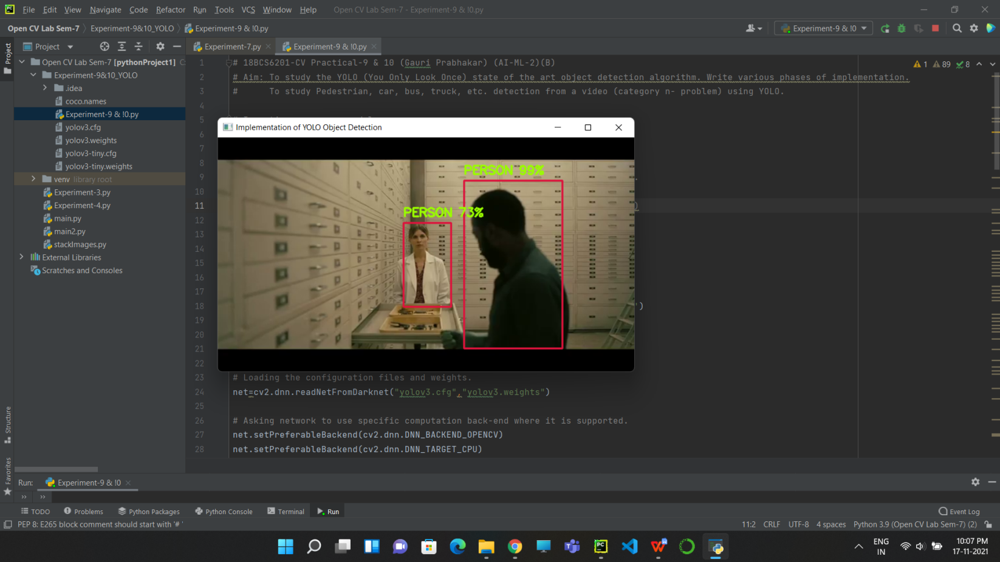 File Edit View Navigate Code Refactor Run Tools VCS Window Help Open CV Lab Sem-7 - Experiment-9 & !0.py
Open CV Lab Sem-7 Experiment-9&10_YOLO Experiment-9 & !0.py Experiment-9 & !0
Project Project Experiment-7.py Experiment-9 & !0.py
Open CV Lab Sem-7 [pythonProject1] C:
Experiment-9&10_YOLO
.idea
coco.names
Experiment-9 & !0.py
yolov3.cfg
yolov3.weights
yolov3-tiny.cfg
yolov3-tiny.weights
venv library root
Experiment-3.py
Experiment-4.py
main.py
main2.py
stackImages.py
External Libraries
Scratches and Consoles
1 # 18BCS6201-CV Practical-9 & 10 (Gauri Prabhakar) (AI-ML-2)(B) 1 89 8
2 # Aim: To study the YOLO (You Only Look Once) state of the art object detection algorithm. Write various phases of implementation.
3 # To study Pedestrian, car, bus, truck, etc. detection from a video (category n- problem) using YOLO.
4
5
6
7
8
9
10
11
12
13
14
15
16
17
18 ')
19
20
21
22
Implementation of YOLO Object Detection
PERSON 99%
PERSON 73%
23 # Loading the configuration files and weights.
24 net=cv2.dnn.readNetFromDarknet("yolov3.cfg","yolov3.weights")
25
26 # Asking network to use specific computation back-end where it is supported.
27 net.setPreferableBackend(cv2.dnn.DNN_BACKEND_OPENCV)
28 net.setPreferableBackend(cv2.dnn.DNN_TARGET_CPU)
Structure
Favorites
Run: Experiment-9 & !0
TODO Problems Python Packages Python Console Terminal Run Event Log
PEP 8: E265 block comment should start with '# ' 11:2 CRLF UTF-8 4 spaces Python 3.9 (Open CV Lab Sem-7) (2)
ENG
IN
10:07 PM
17-11-2021